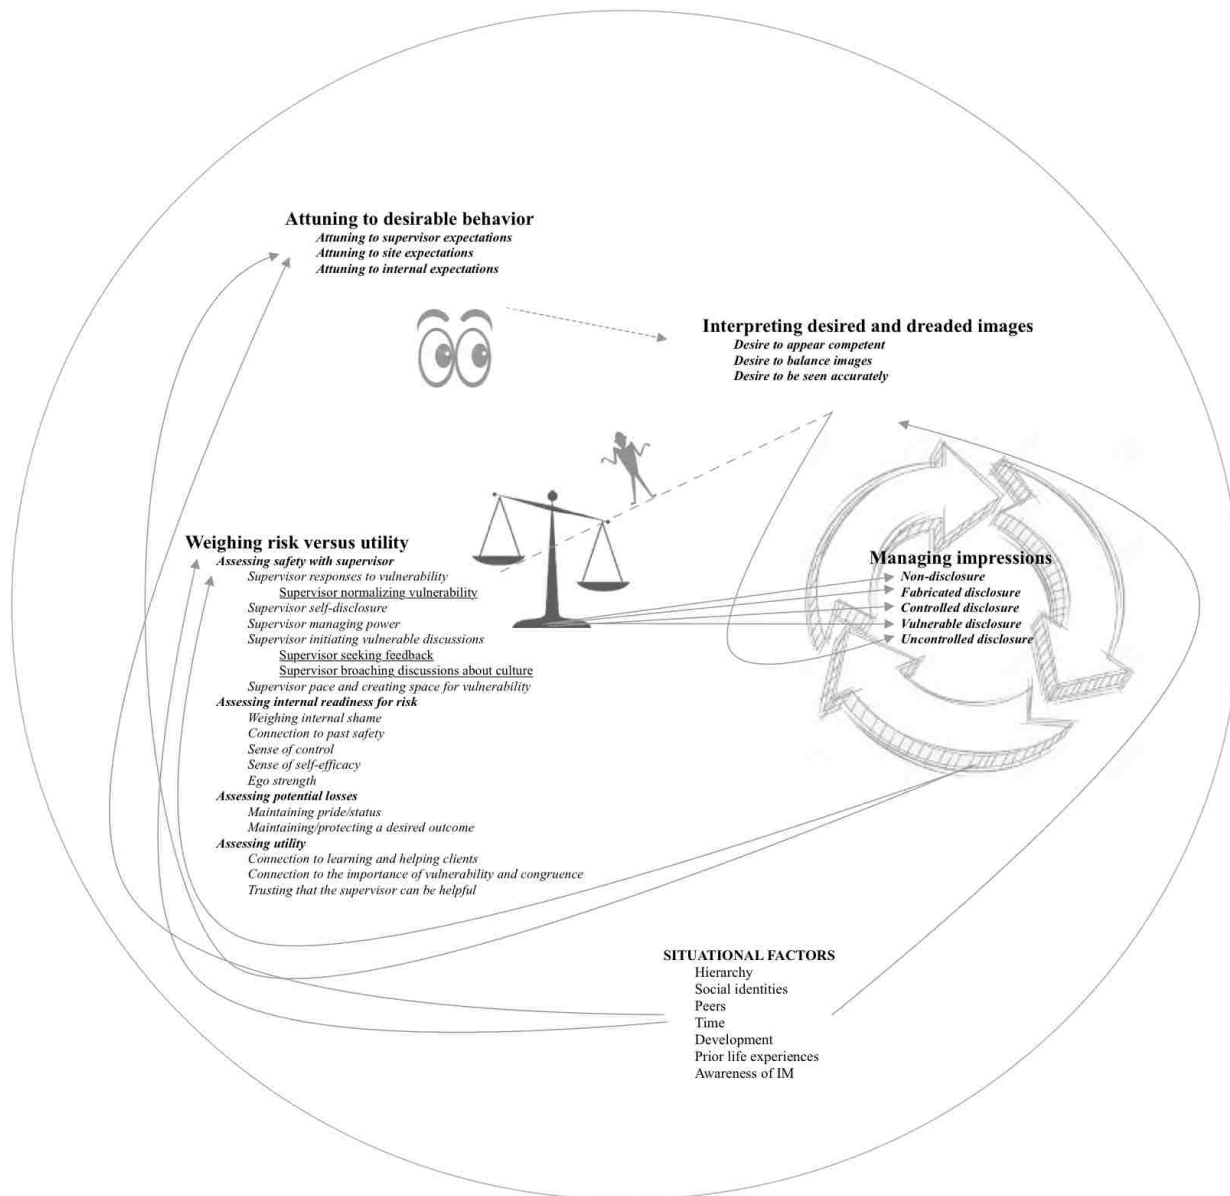 Attuning to desirable behavior
Attuning to supervisor expectations
Attuning to site expectations
Attuning to internal expectations
Interpreting desired and dreaded images
Desire to appear competent
Desire to balance images
Desire to be seen accurately
Weighing risk versus utility
Assessing safety with supervisor
Supervisor responses to vulnerability
Supervisor normalizing vulnerability
Supervisor self-disclosure
Supervisor managing power
Supervisor initiating vulnerable discussions
Supervisor seeking feedback
Supervisor broaching discussions about culture
Supervisor pace and creating space for vulnerability
Assessing internal readiness for risk
Weighing internal shame
Connection to past safety
Sense of control
Sense of self-efficacy
Ego strength
Assessing potential losses
Maintaining pride/status
Maintaining/protecting a desired outcome
Assessing utility
Connection to learning and helping clients
Connection to the importance of vulnerability and congruence
Trusting that the supervisor can be helpful
Managing impressions
Non-disclosure
Fabricated disclosure
Controlled disclosure
Vulnerable disclosure
Uncontrolled disclosure
SITUATIONAL FACTORS
Hierarchy
Social identities
Peers
Time
Development
Prior life experiences
Awareness of IM